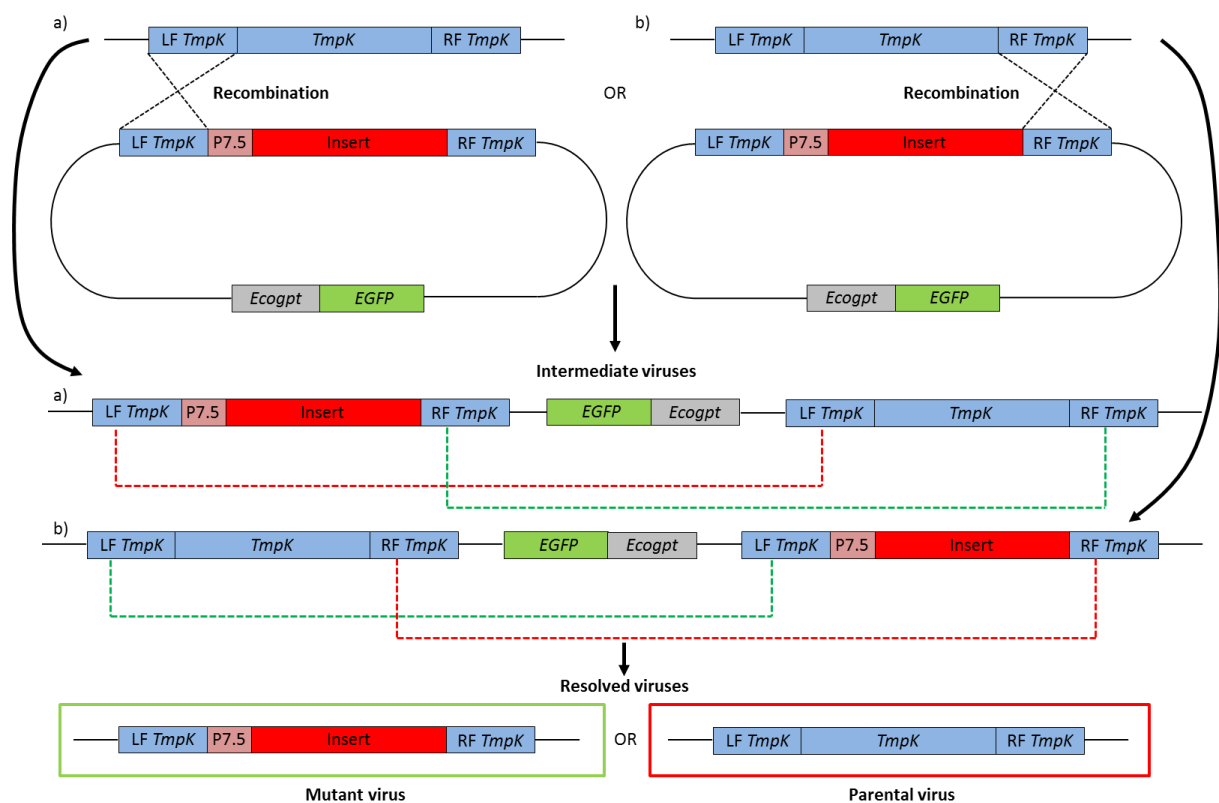 a)
LF TmpK TmpK RF TmpK
b)
LF TmpK TmpK RF TmpK
Recombination
OR
Recombination
LF TmpK P7.5 Insert RF TmpK
LF TmpK P7.5 Insert RF TmpK
Ecogpt EGFP
Ecogpt EGFP
Intermediate viruses
a)
LF TmpK P7.5 Insert RF TmpK EGFP Ecogpt LF TmpK TmpK RF TmpK
b)
LF TmpK TmpK RF TmpK EGFP Ecogpt LF TmpK P7.5 Insert RF TmpK
Resolved viruses
LF TmpK P7.5 Insert RF TmpK
OR
LF TmpK TmpK RF TmpK
Mutant virus
Parental virus